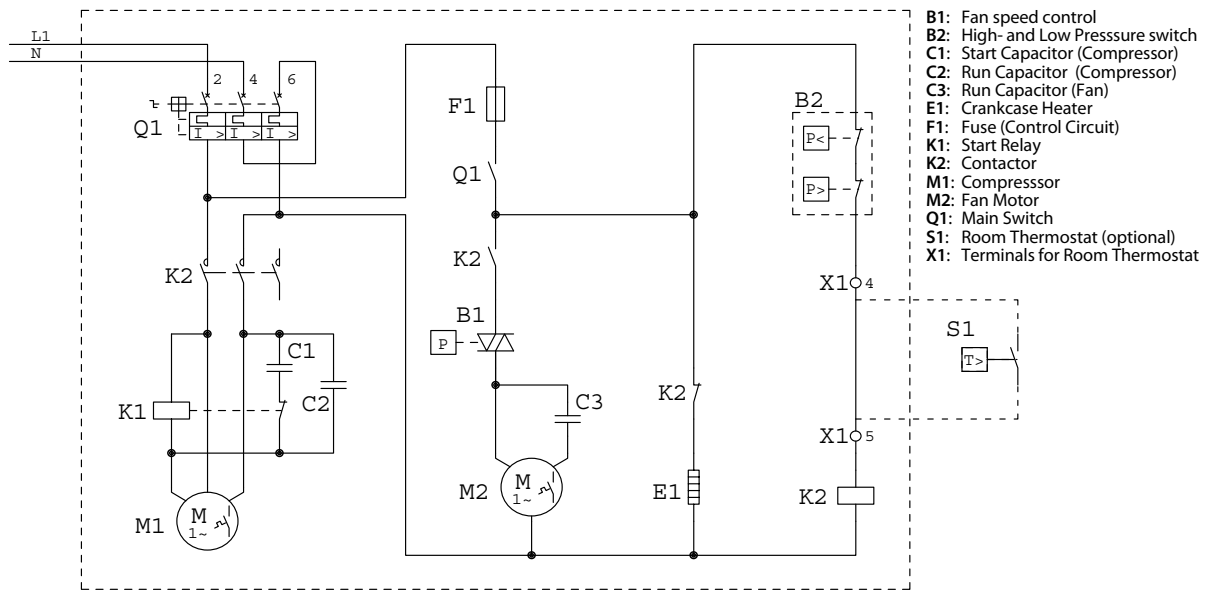 L1
N
2 4 6
Q1
I > I > I >
K2
K1
C1
C2
M1
M
1~
F1
Q1
K2
B1
P
C3
M2
M
1~
K2
E1
B2
P<
P>
X1 4
X1 5
K2
S1
T>
B1: Fan speed control
B2: High- and Low Presssure switch
C1: Start Capacitor (Compressor)
C2: Run Capacitor (Compressor)
C3: Run Capacitor (Fan)
E1: Crankcase Heater
F1: Fuse (Control Circuit)
K1: Start Relay
K2: Contactor
M1: Compresssor
M2: Fan Motor
Q1: Main Switch
S1: Room Thermostat (optional)
X1: Terminals for Room Thermostat